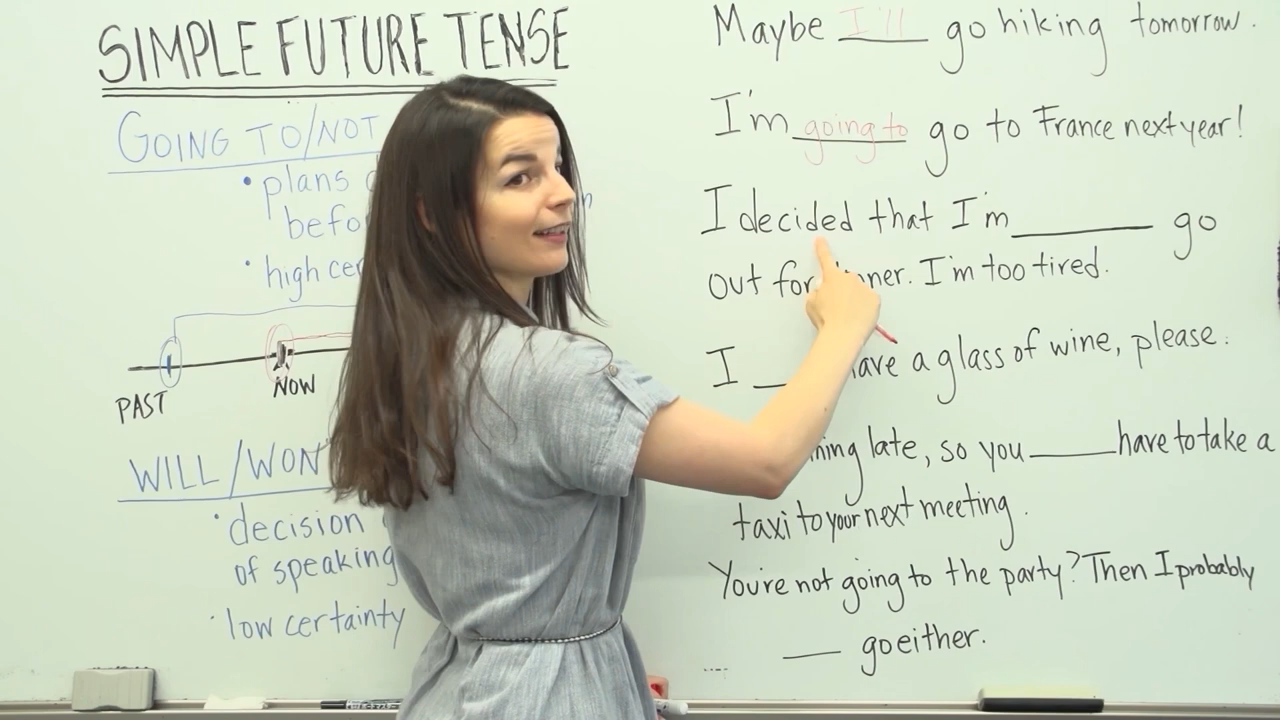 SIMPLE FUTURE TENSE
GOING TO/NOT
• plans
befo
• high cer
PAST
NOW
WILL/WON'
• decision
of speaking
• low certainty
Maybe I'll go hiking tomorrow.
I'm going to go to France next year!
I decided that I'm ______ go
out for nner. I'm too tired.
I ___ ave a glass of wine, please.
ning late, so you ____ have to take a
taxi to your next meeting.
You're not going to the party? Then I probably
___ go either.